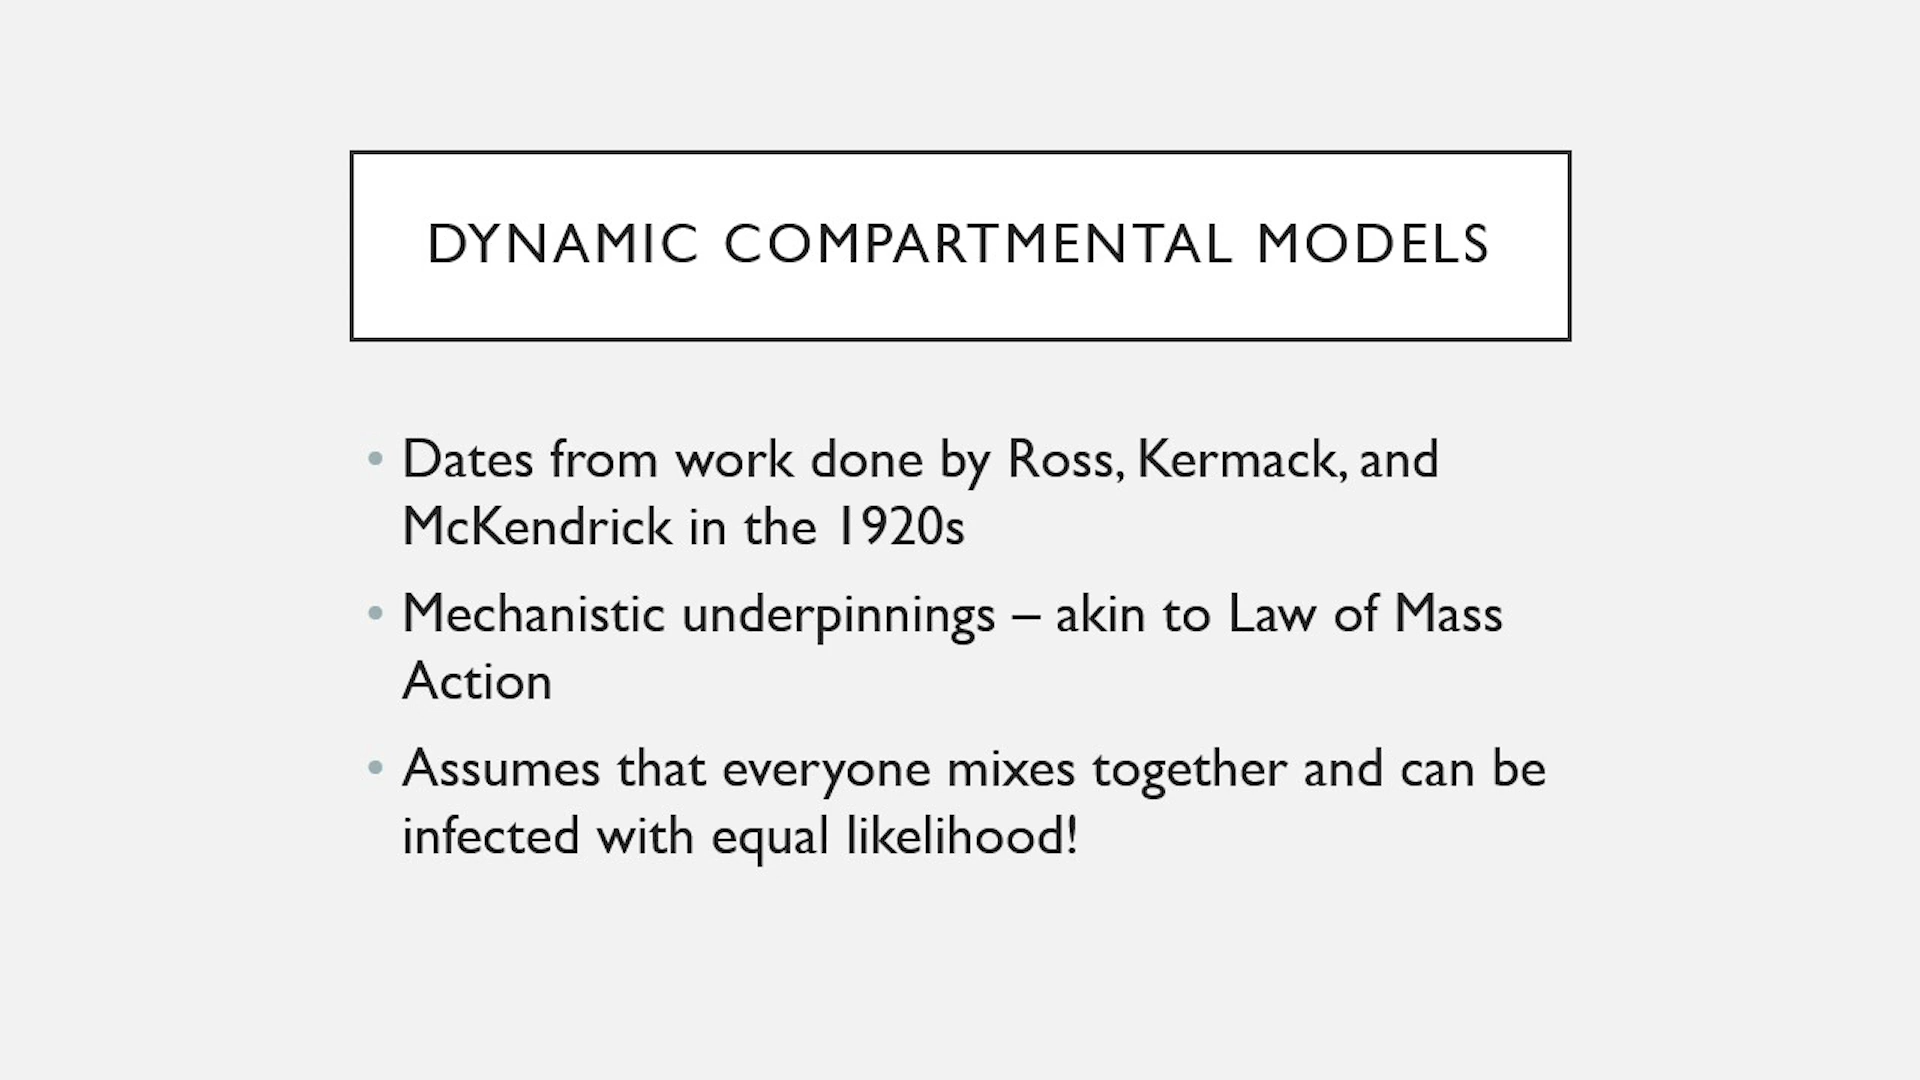 DYNAMIC COMPARTMENTAL MODELS
• Dates from work done by Ross, Kermack, and
McKendrick in the 1920s
• Mechanistic underpinnings – akin to Law of Mass
Action
• Assumes that everyone mixes together and can be
infected with equal likelihood!